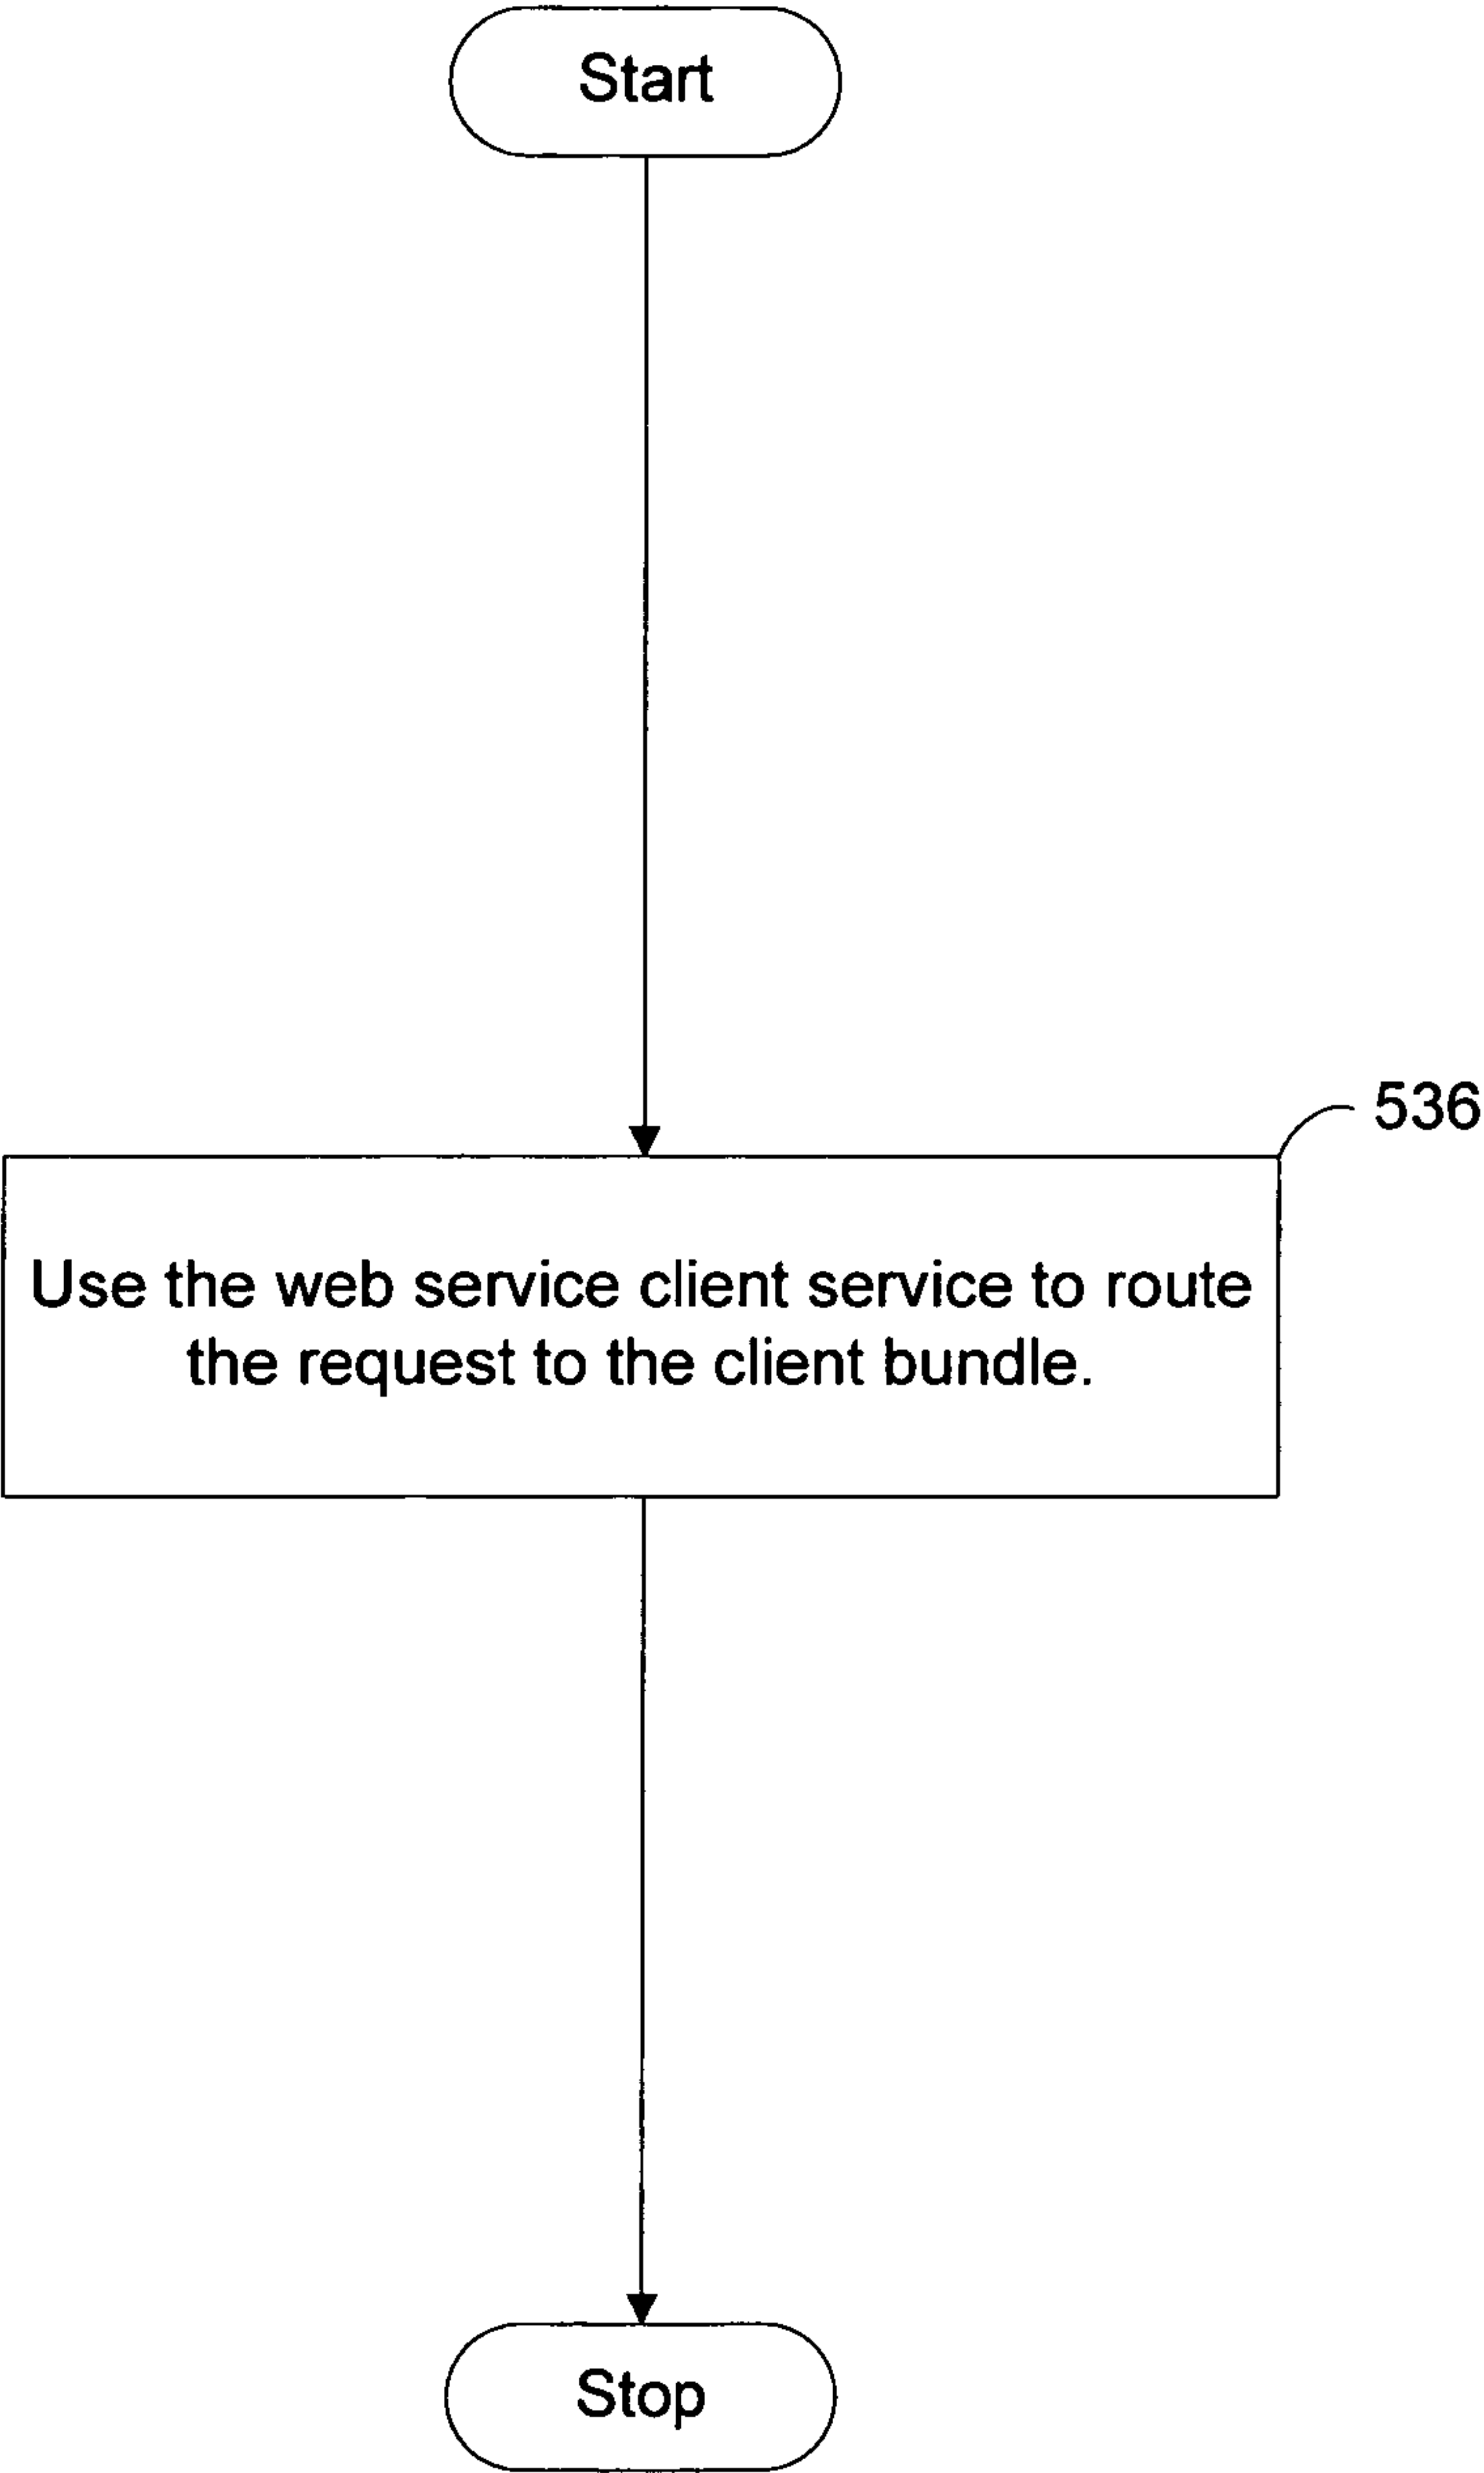 Start
536
Use the web service client service to route
the request to the client bundle.
Stop